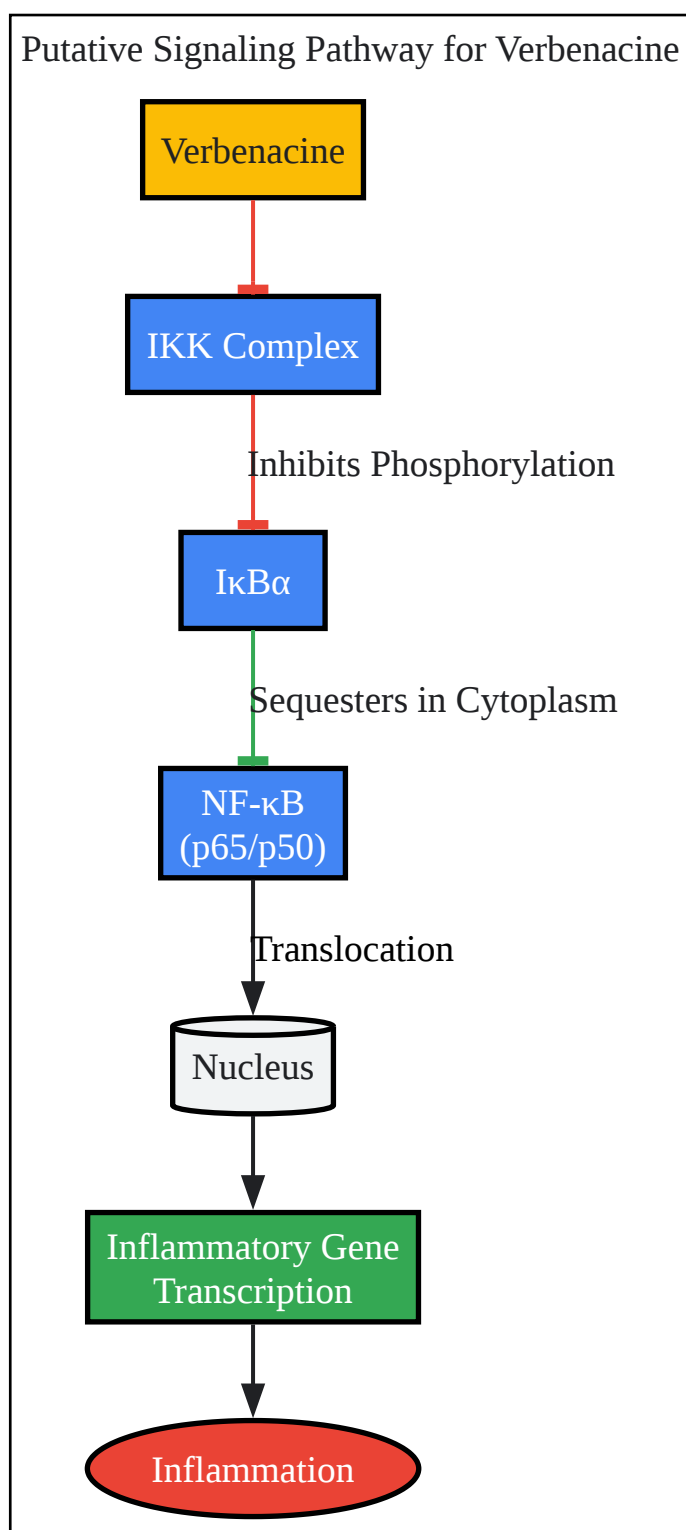 Putative Signaling Pathway for Verbenacine
Verbenacine
IKK Complex
Inhibits Phosphorylation
IκBα
Sequesters in Cytoplasm
NF-κB
(p65/p50)
Translocation
Nucleus
Inflammatory Gene
Transcription
Inflammation